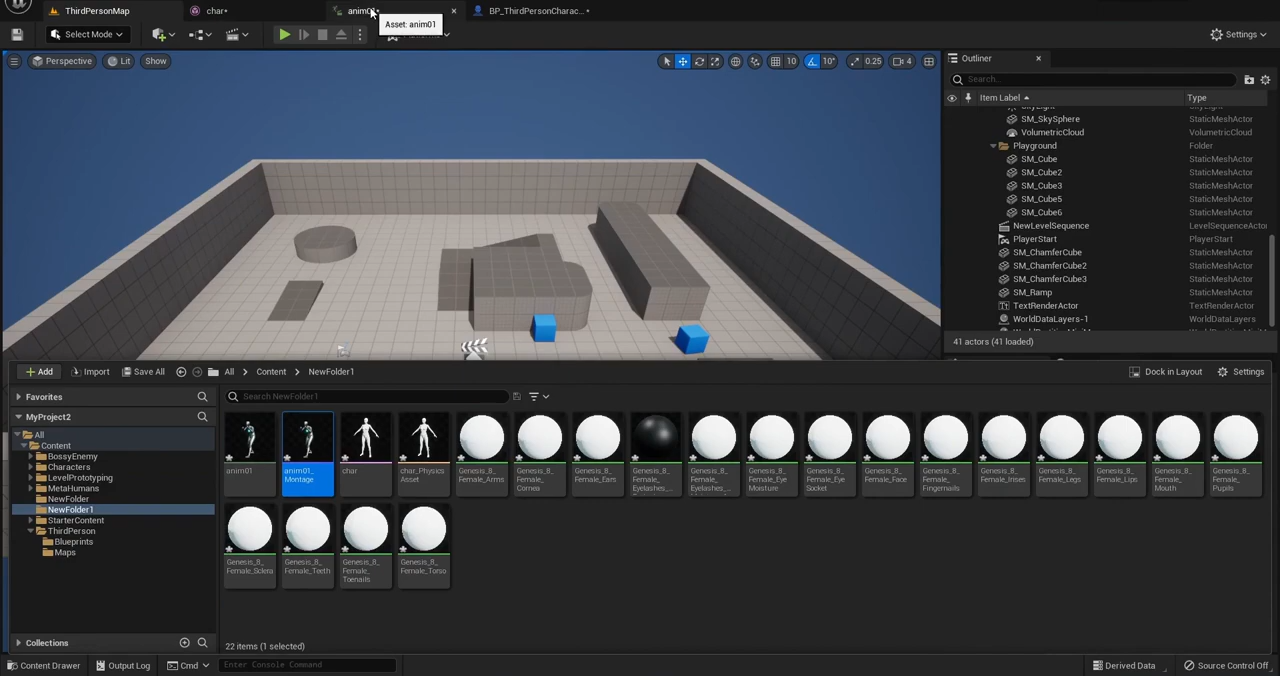 ThirdPersonMap
char*
anim01*
BP_ThirdPersonCharac...*
Asset: anim01
Select Mode
Settings
Perspective
Lit
Show
10
10°
0.25
4
Outliner
Search...
Item Label
Type
SM_SkySphere
StaticMeshActor
VolumetricCloud
VolumetricCloud
Playground
Folder
SM_Cube
StaticMeshActor
SM_Cube2
StaticMeshActor
SM_Cube3
StaticMeshActor
SM_Cube5
StaticMeshActor
SM_Cube6
StaticMeshActor
NewLevelSequence
LevelSequenceActor
PlayerStart
PlayerStart
SM_ChamferCube
StaticMeshActor
SM_ChamferCube2
StaticMeshActor
SM_ChamferCube3
StaticMeshActor
SM_Ramp
StaticMeshActor
TextRenderActor
TextRenderActor
WorldDataLayers-1
WorldDataLayers
41 actors (41 loaded)
Add
Import
Save All
All
Content
NewFolder1
Dock in Layout
Settings
Favorites
Search NewFolder1
MyProject2
All
Content
BossyEnemy
Characters
LevelPrototyping
MetaHumans
NewFolder
NewFolder1
StarterContent
ThirdPerson
Blueprints
Maps
Collections
anim01
anim01_
Montage
char
char_Physics
Asset
Genesis_8_
Female_Arms
Genesis_8_
Female_
Cornea
Genesis_8_
Female_Ears
Genesis_8_
Female_
Eyelashes_...
Genesis_8_
Female_
Eyelashes_...
Genesis_8_
Female_Eye
Moisture
Genesis_8_
Female_Eye
Socket
Genesis_8_
Female_Face
Genesis_8_
Female_
Fingernails
Genesis_8_
Female_Irises
Genesis_8_
Female_Legs
Genesis_8_
Female_Lips
Genesis_8_
Female_
Mouth
Genesis_8_
Female_
Pupils
Genesis_8_
Female_Sclera
Genesis_8_
Female_Teeth
Genesis_8_
Female_
Toenails
Genesis_8_
Female_Torso
22 items (1 selected)
Content Drawer
Output Log
Cmd
Enter Console Command
Derived Data
Source Control Off